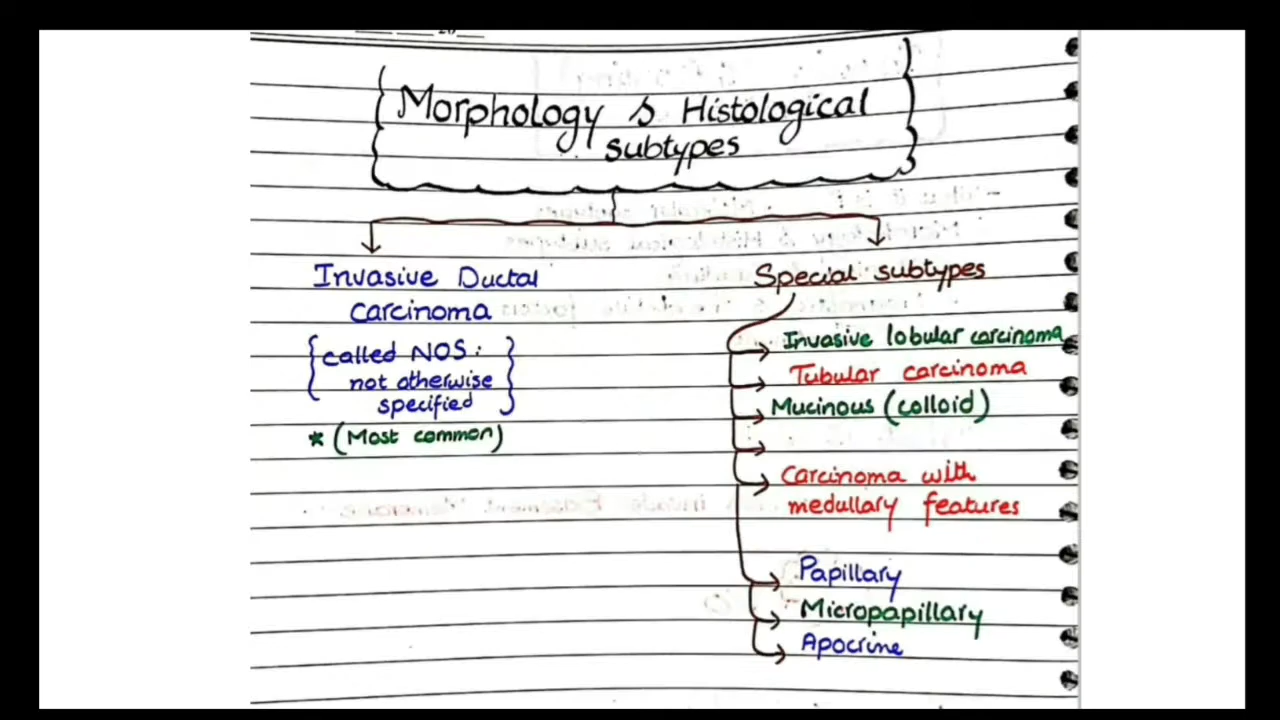 Morphology & Histological
subtypes
Invasive Ductal
carcinoma
called NOS:
not otherwise
specified
* (Most common)
Special subtypes
Invasive lobular carcinoma
Tubular carcinoma
Mucinous (colloid)
Carcinoma with
medullary features
Papillary
Micropapillary
Apocrine